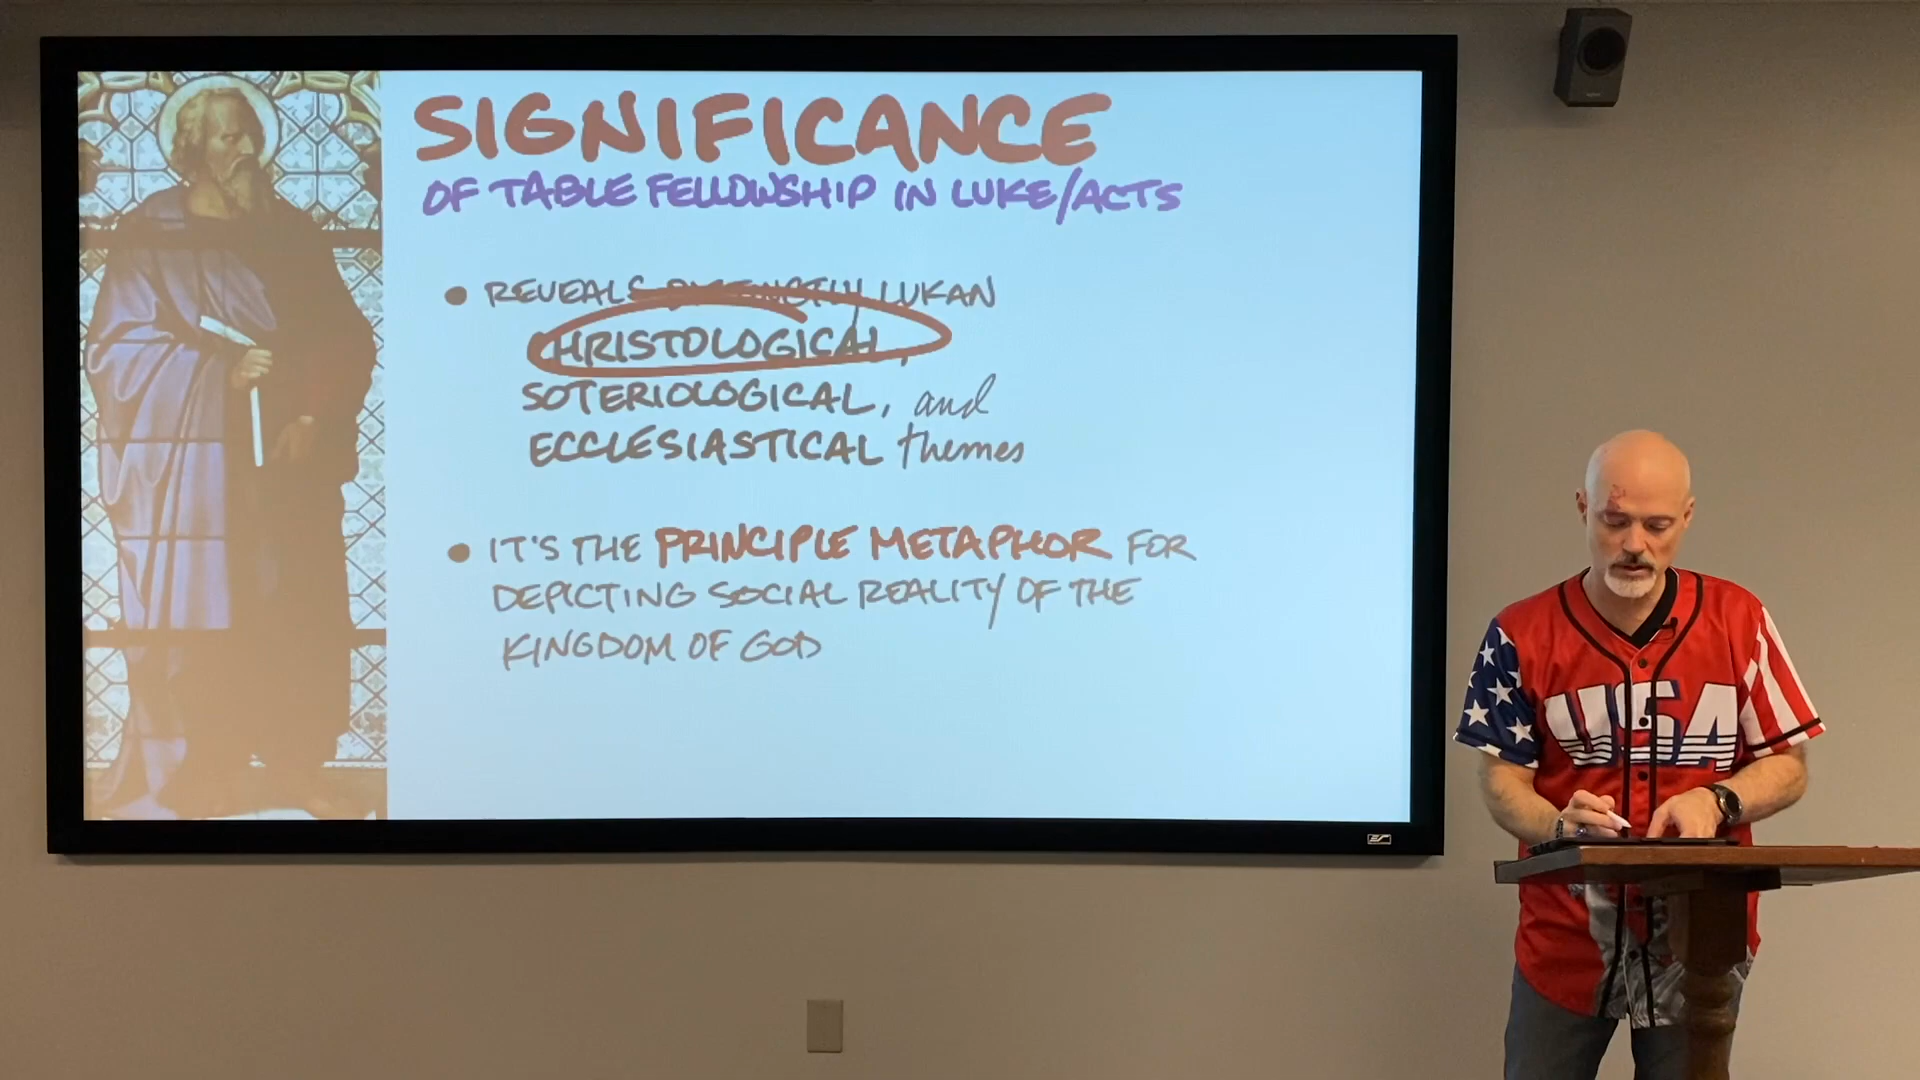 SIGNIFICANCE
OF TABLE FELLOWSHIP IN LUKE/ACTS
• REVEALS LUKAN
CHRISTOLOGICAL,
SOTERIOLOGICAL, and
ECCLESIASTICAL themes
• IT'S THE PRINCIPLE METAPHOR FOR
DEPICTING SOCIAL REALITY OF THE
KINGDOM OF GOD
USA